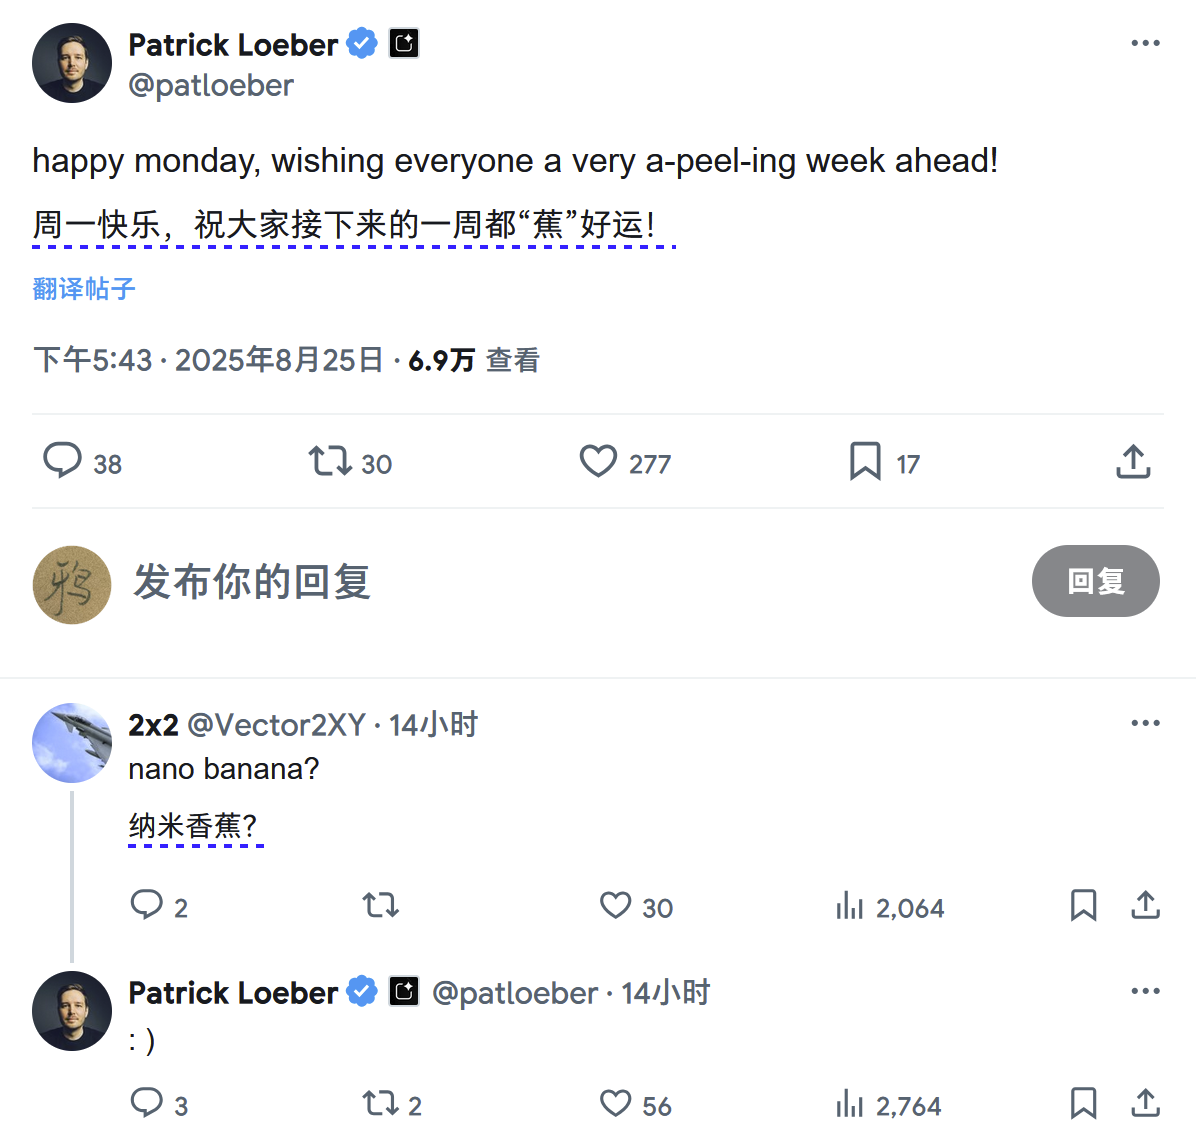 Patrick Loeber
@patloeber
happy monday, wishing everyone a very a-peel-ing week ahead!
周一快乐，祝大家接下来的一周都“蕉”好运！
翻译帖子
下午5:43 · 2025年8月25日 · 6.9万 查看
38 30 277 17
鸦
发布你的回复
回复
2x2 @Vector2XY · 14小时
nano banana?
纳米香蕉？
2 30 2,064
Patrick Loeber @patloeber · 14小时
: )
3 2 56 2,764